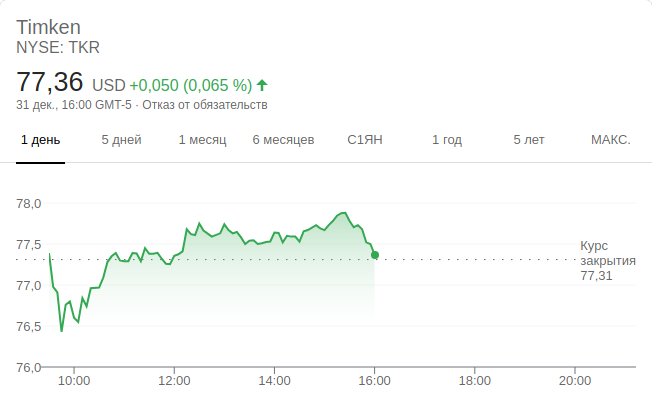 Timken
NYSE: TKR
77,36 USD +0,050 (0,065 %)
31 дек., 16:00 GMT-5 · Отказ от обязательств
1 день 5 дней 1 месяц 6 месяцев С1ЯН 1 год 5 лет МАКС.
78,0
77,5
77,0
76,5
76,0
Курс
закрытия
77,31
10:00 12:00 14:00 16:00 18:00 20:00